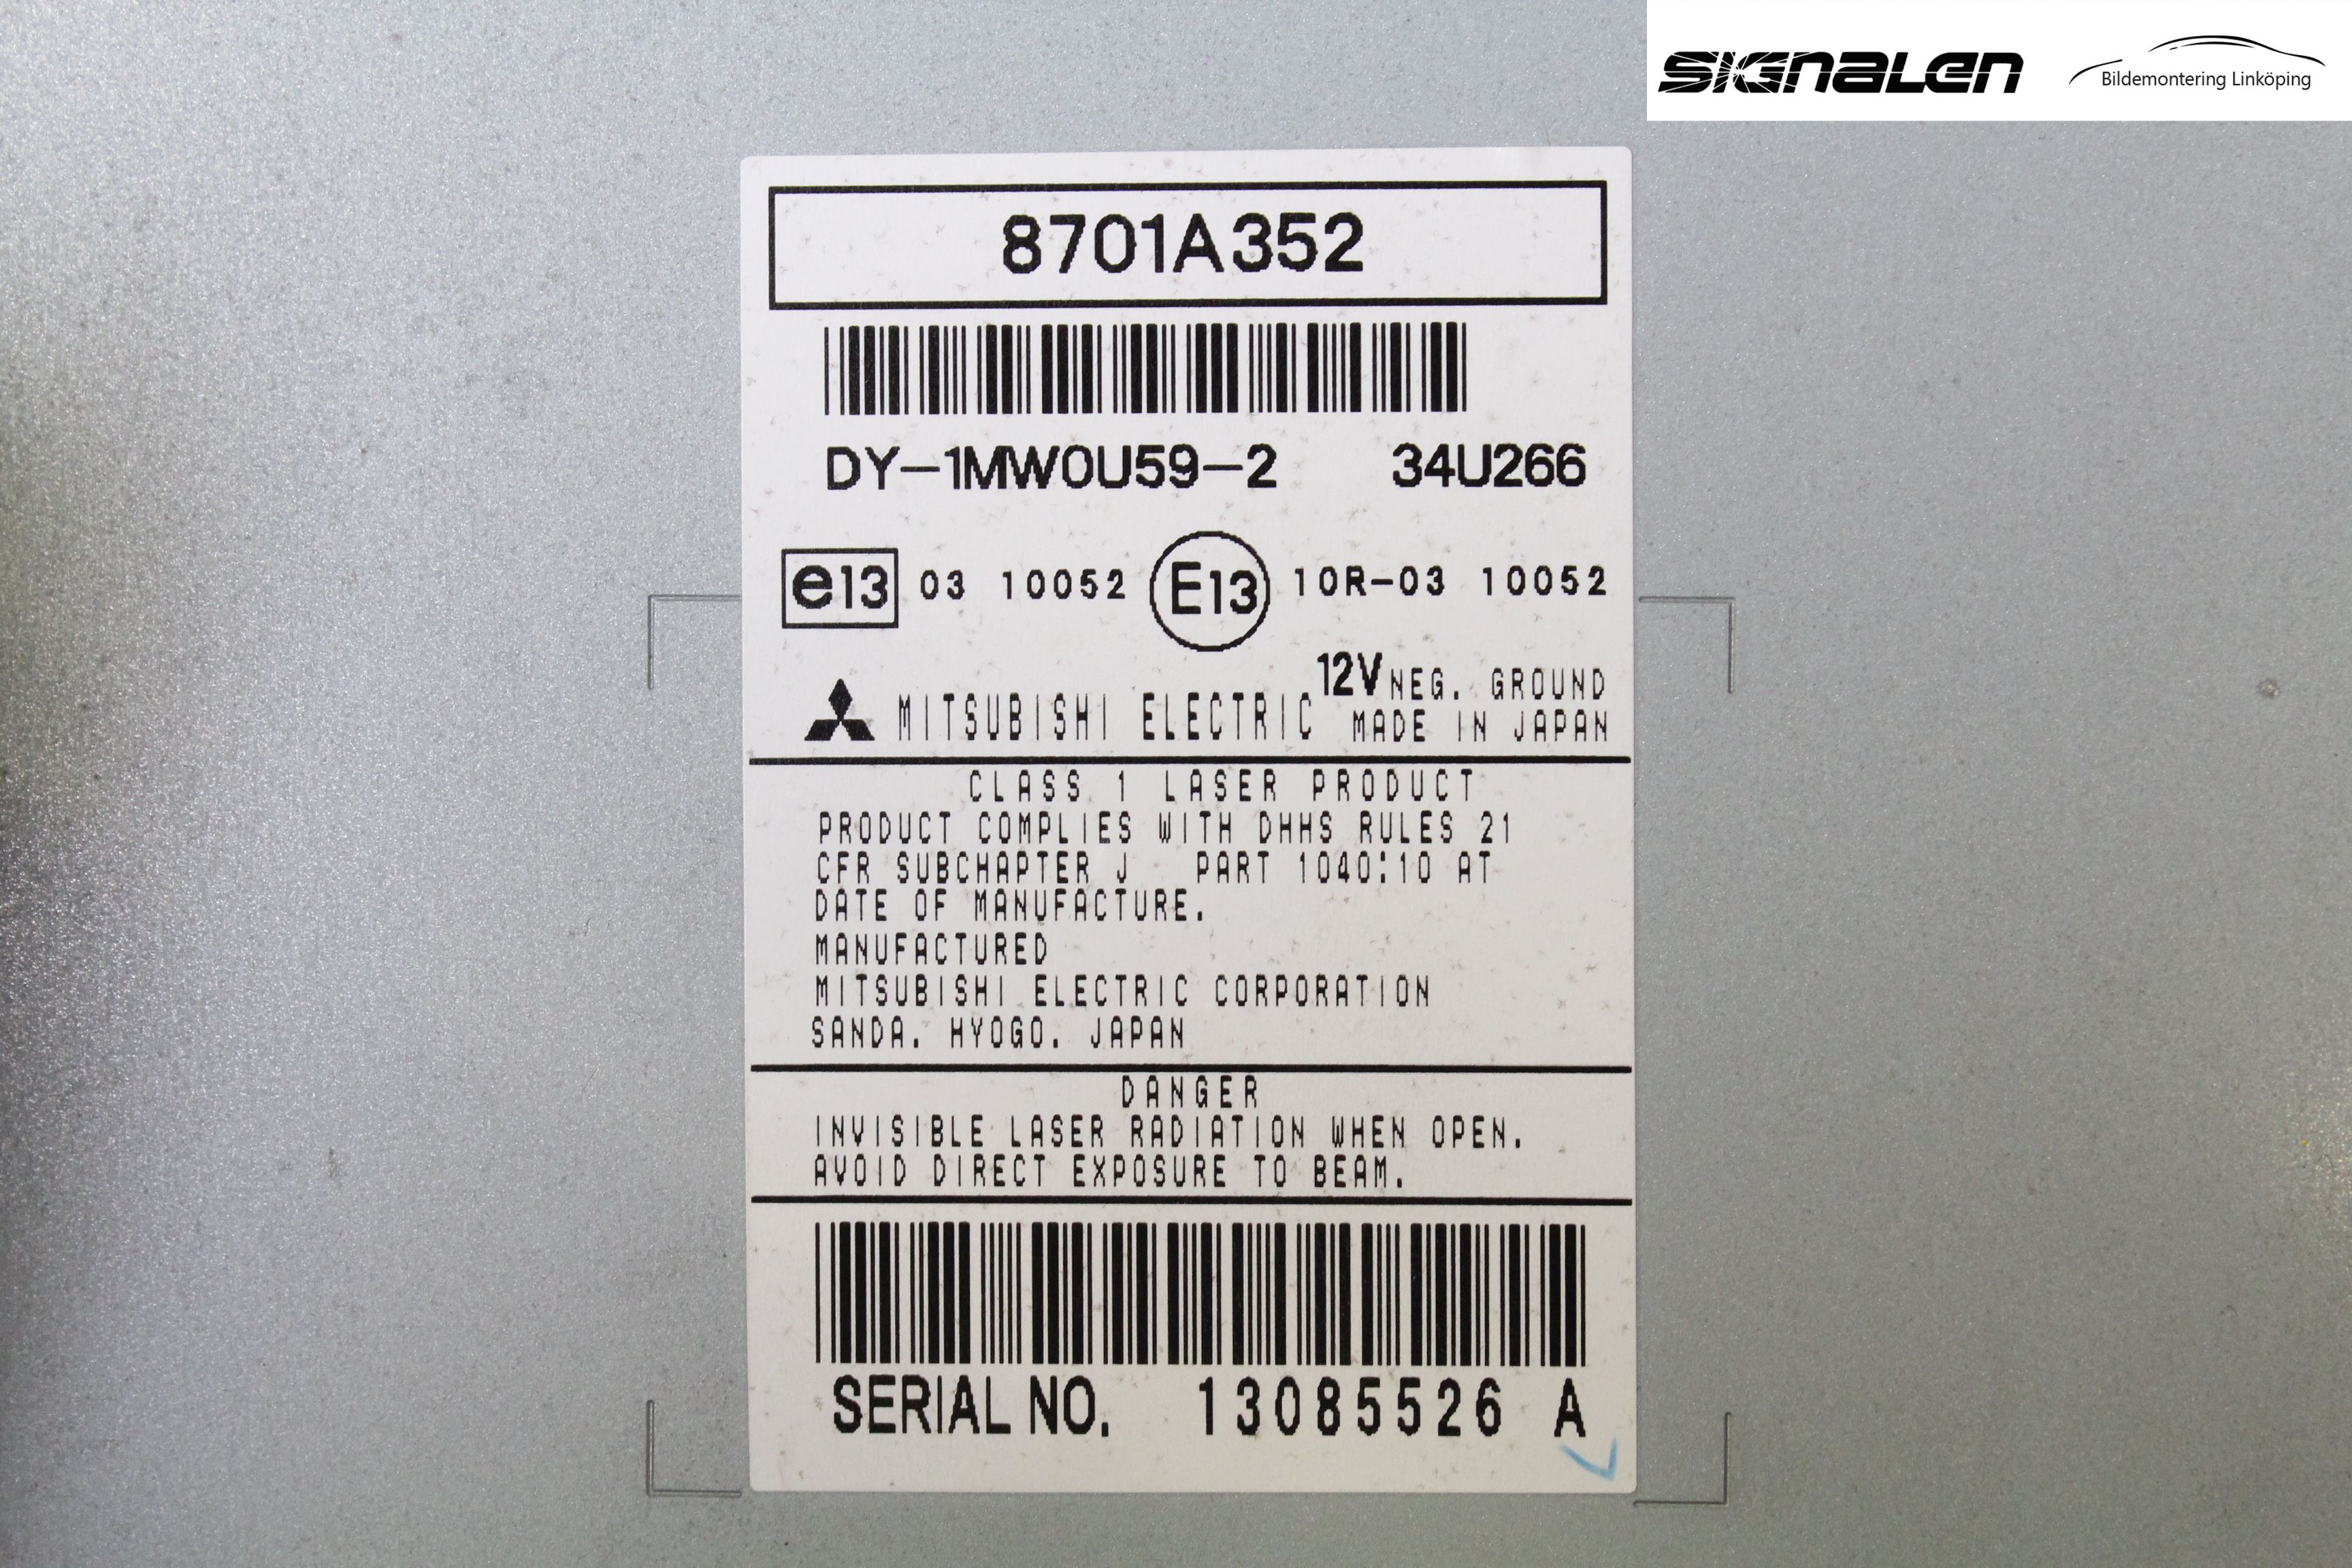 SIGNALEN
Bildemontering Linköping
8701A352
DY-1MW0U59-2 34U266
e13 03 10052 E13 10R-03 10052
12V NEG. GROUND
MITSUBISHI ELECTRIC MADE IN JAPAN
CLASS 1 LASER PRODUCT
PRODUCT COMPLIES WITH DHHS RULES 21
CFR SUBCHAPTER J PART 1040:10 AT
DATE OF MANUFACTURE.
MANUFACTURED
MITSUBISHI ELECTRIC CORPORATION
SANDA. HYOGO. JAPAN
DANGER
INVISIBLE LASER RADIATION WHEN OPEN.
AVOID DIRECT EXPOSURE TO BEAM.
SERIAL NO. 13085526 A